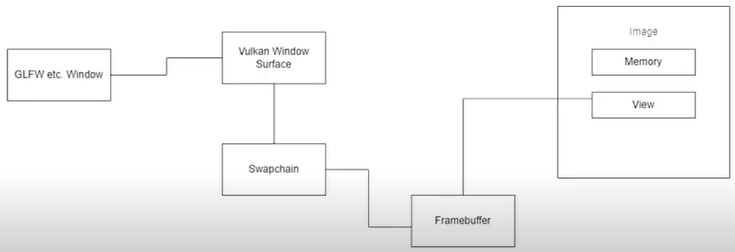 Image
Vulkan Window
Surface
Memory
GLFW etc. Window
View
Swapchain
Framebuffer